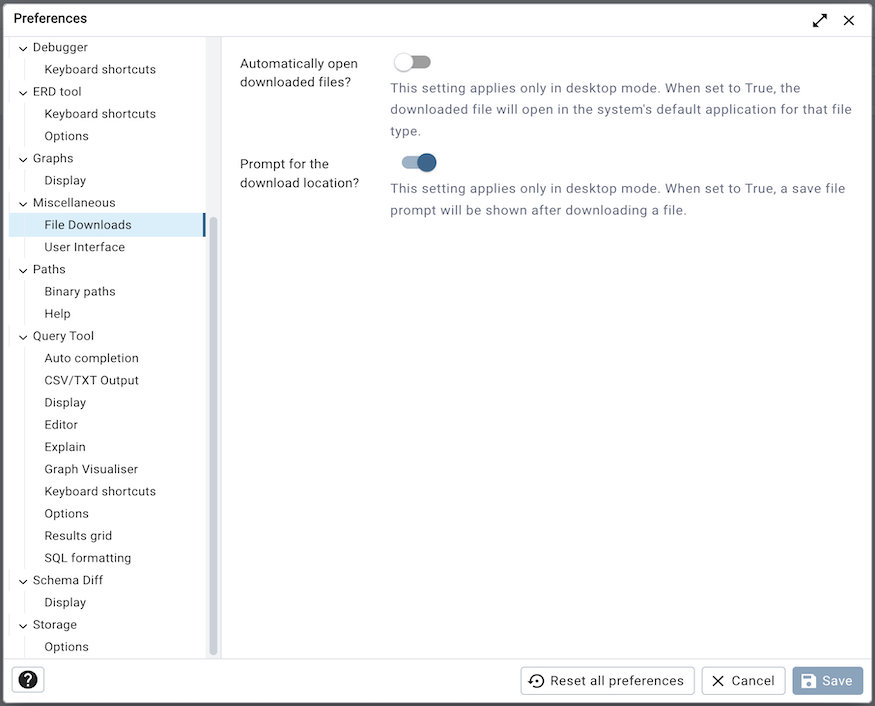 Preferences
Debugger
Keyboard shortcuts
ERD tool
Keyboard shortcuts
Options
Graphs
Display
Miscellaneous
File Downloads
User Interface
Paths
Binary paths
Help
Query Tool
Auto completion
CSV/TXT Output
Display
Editor
Explain
Graph Visualiser
Keyboard shortcuts
Options
Results grid
SQL formatting
Schema Diff
Display
Storage
Options
Automatically open
downloaded files?
This setting applies only in desktop mode. When set to True, the
downloaded file will open in the system's default application for that file
type.
Prompt for the
download location?
This setting applies only in desktop mode. When set to True, a save file
prompt will be shown after downloading a file.
?
Reset all preferences
Cancel
Save